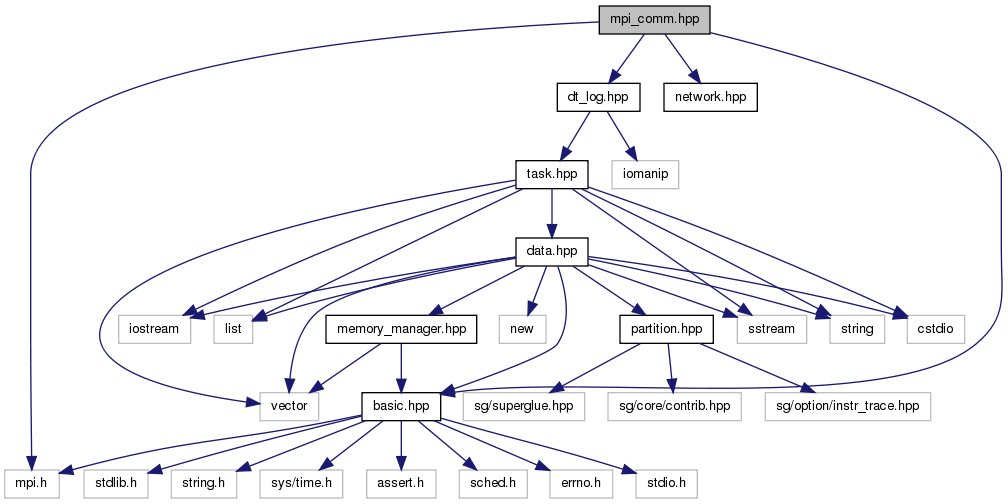 mpi_comm.hpp
dt_log.hpp
network.hpp
task.hpp
iomanip
data.hpp
iostream
list
memory_manager.hpp
new
partition.hpp
sstream
string
cstdio
vector
basic.hpp
sg/superglue.hpp
sg/core/contrib.hpp
sg/option/instr_trace.hpp
mpi.h
stdlib.h
string.h
sys/time.h
assert.h
sched.h
errno.h
stdio.h